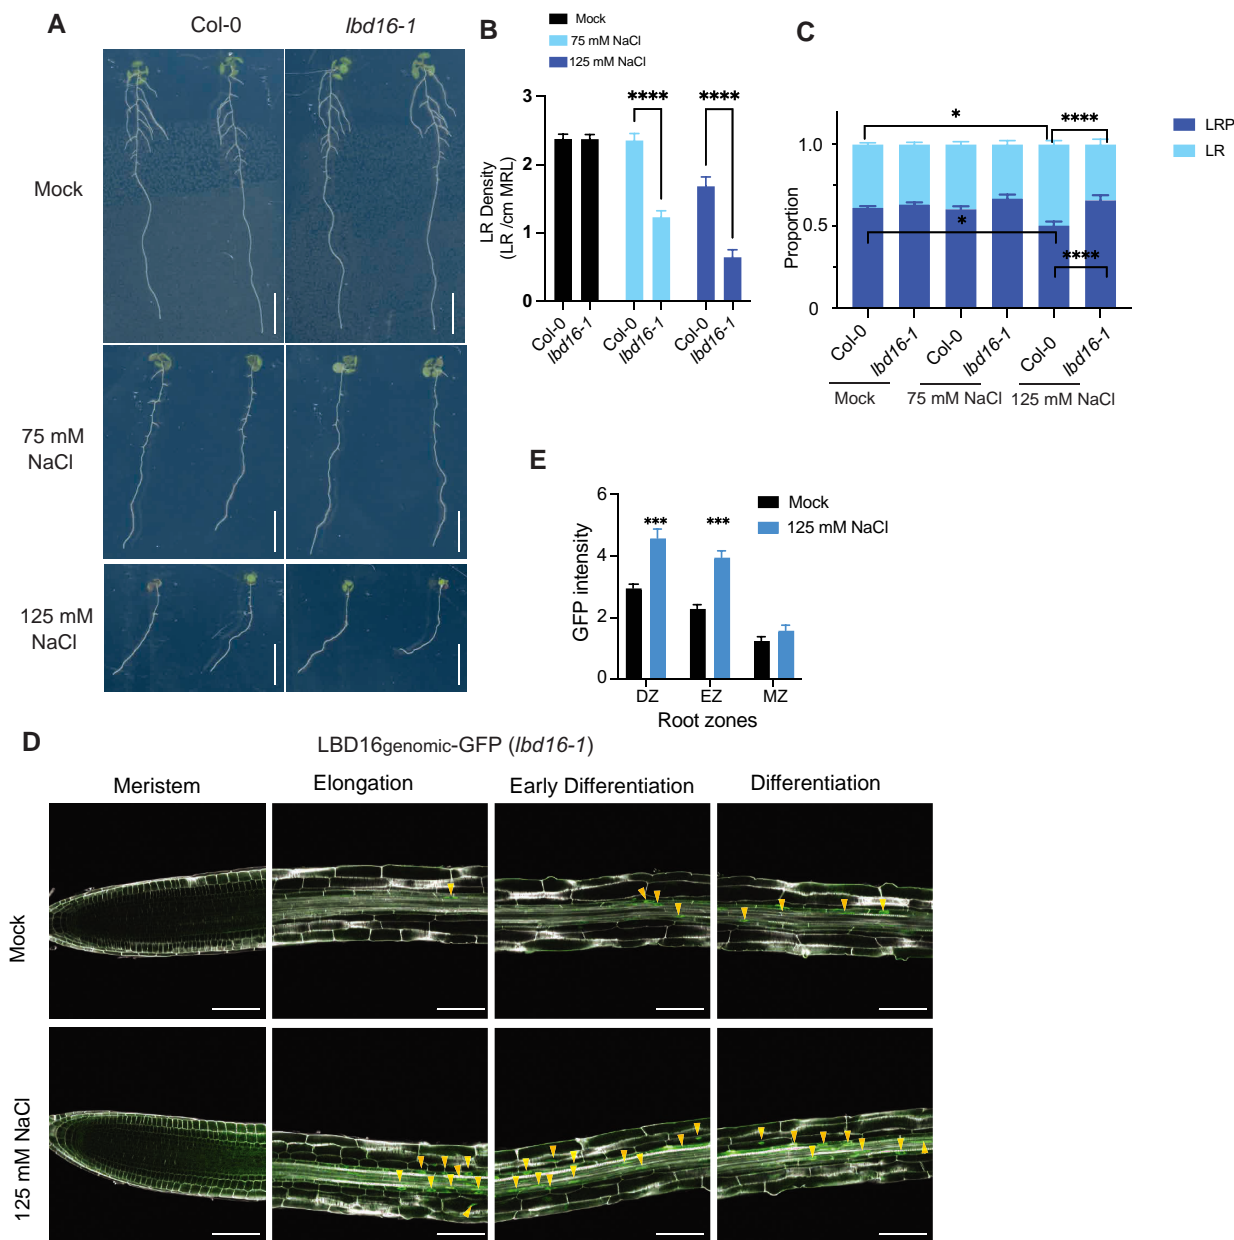 A
Col-0
lbd16-1
Mock
75 mM
NaCl
125 mM
NaCl
B
Mock
75 mM NaCl
125 mM NaCl
LR Density
(LR /cm MRL)
3
2
1
0
****
****
Col-0
lbd16-1
Col-0
lbd16-1
Col-0
lbd16-1
C
LRP
LR
Proportion
1.0
0.5
0
*
****
*
****
Col-0
lbd16-1
Col-0
lbd16-1
Col-0
lbd16-1
Mock
75 mM NaCl
125 mM NaCl
E
Mock
125 mM NaCl
GFP intensity
6
4
2
0
***
***
DZ
EZ
MZ
Root zones
D
LBD16genomic-GFP (lbd16-1)
Meristem
Elongation
Early Differentiation
Differentiation
Mock
125 mM NaCl